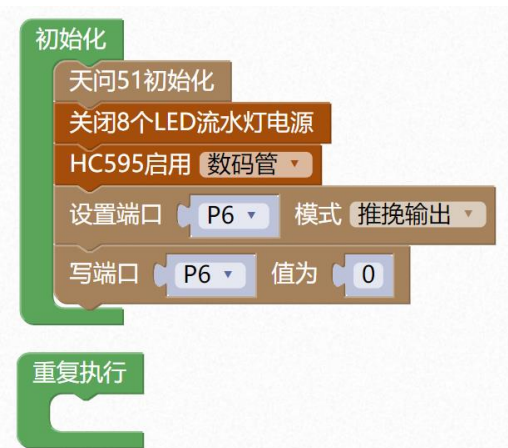 初始化
天问51初始化
关闭8个LED流水灯电源
HC595启用 数码管
设置端口 P6 模式 推挽输出
写端口 P6 值为 0
重复执行